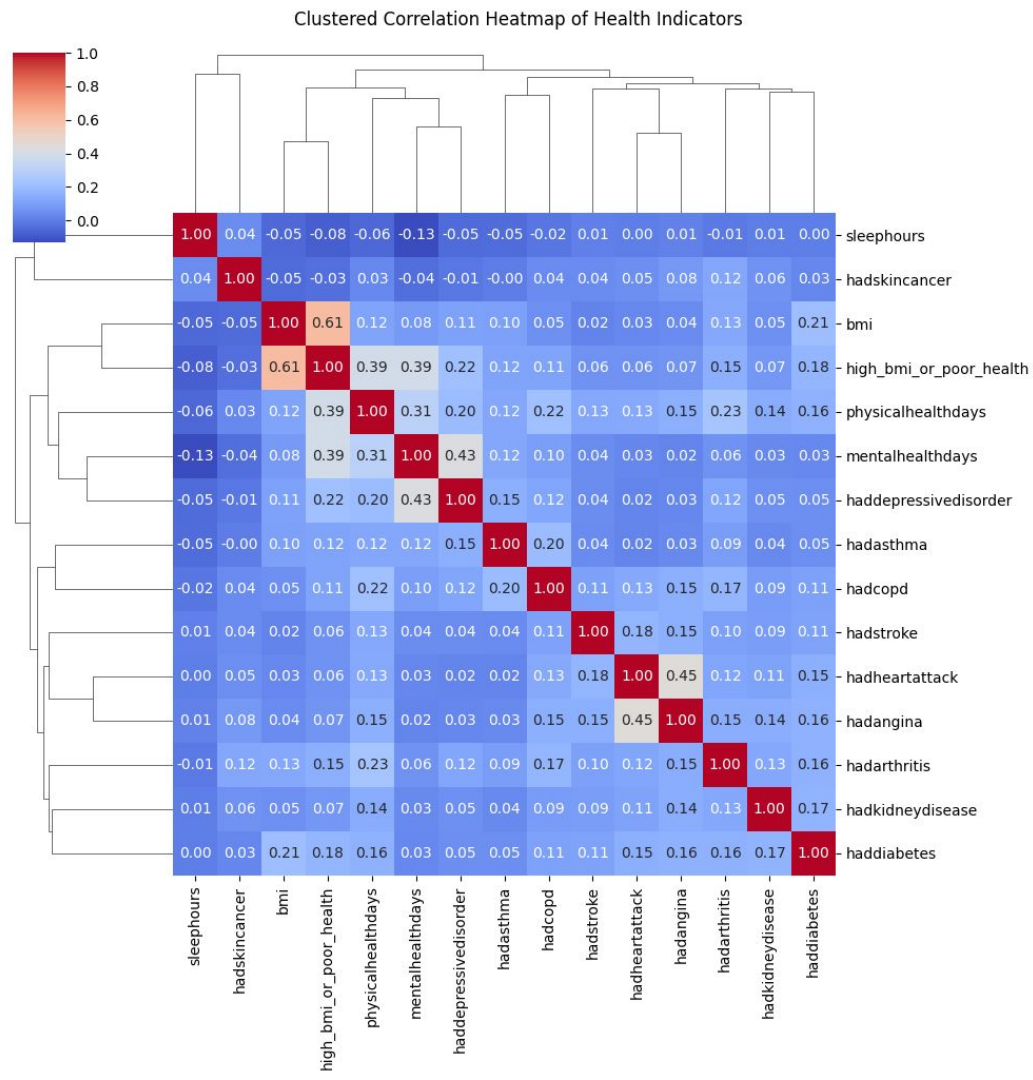 Clustered Correlation Heatmap of Health Indicators
1.0
0.8
0.6
0.4
0.2
0.0
1.00 0.04 -0.05 -0.08 -0.06 -0.13 -0.05 -0.05 -0.02 0.01 0.00 0.01 -0.01 0.01 0.00 sleephours
0.04 1.00 -0.05 -0.03 0.03 -0.04 -0.01 -0.00 0.04 0.04 0.05 0.08 0.12 0.06 0.03 hadskincancer
-0.05 -0.05 1.00 0.61 0.12 0.08 0.11 0.10 0.05 0.02 0.03 0.04 0.13 0.05 0.21 bmi
-0.08 -0.03 0.61 1.00 0.39 0.39 0.22 0.12 0.11 0.06 0.06 0.07 0.15 0.07 0.18 high_bmi_or_poor_health
-0.06 0.03 0.12 0.39 1.00 0.31 0.20 0.12 0.22 0.13 0.13 0.15 0.23 0.14 0.16 physicalhealthdays
-0.13 -0.04 0.08 0.39 0.31 1.00 0.43 0.12 0.10 0.04 0.03 0.02 0.06 0.03 0.03 mentalhealthdays
-0.05 -0.01 0.11 0.22 0.20 0.43 1.00 0.15 0.12 0.04 0.02 0.03 0.12 0.05 0.05 haddepressivedisorder
-0.05 -0.00 0.10 0.12 0.12 0.12 0.15 1.00 0.20 0.04 0.02 0.03 0.09 0.04 0.05 hadasthma
-0.02 0.04 0.05 0.11 0.22 0.10 0.12 0.20 1.00 0.11 0.13 0.15 0.17 0.09 0.11 hadcopd
0.01 0.04 0.02 0.06 0.13 0.04 0.04 0.04 0.11 1.00 0.18 0.15 0.10 0.09 0.11 hadstroke
0.00 0.05 0.03 0.06 0.13 0.03 0.02 0.02 0.13 0.18 1.00 0.45 0.12 0.11 0.15 hadheartattack
0.01 0.08 0.04 0.07 0.15 0.02 0.03 0.03 0.15 0.15 0.45 1.00 0.15 0.14 0.16 hadangina
-0.01 0.12 0.13 0.15 0.23 0.06 0.12 0.09 0.17 0.10 0.12 0.15 1.00 0.13 0.16 hadarthritis
0.01 0.06 0.05 0.07 0.14 0.03 0.05 0.04 0.09 0.09 0.11 0.14 0.13 1.00 0.17 hadkidneydisease
0.00 0.03 0.21 0.18 0.16 0.03 0.05 0.05 0.11 0.11 0.15 0.16 0.16 0.17 1.00 haddiabetes
sleephours
hadskincancer
bmi
high_bmi_or_poor_health
physicalhealthdays
mentalhealthdays
haddepressivedisorder
hadasthma
hadcopd
hadstroke
hadheartattack
hadangina
hadarthritis
hadkidneydisease
haddiabetes